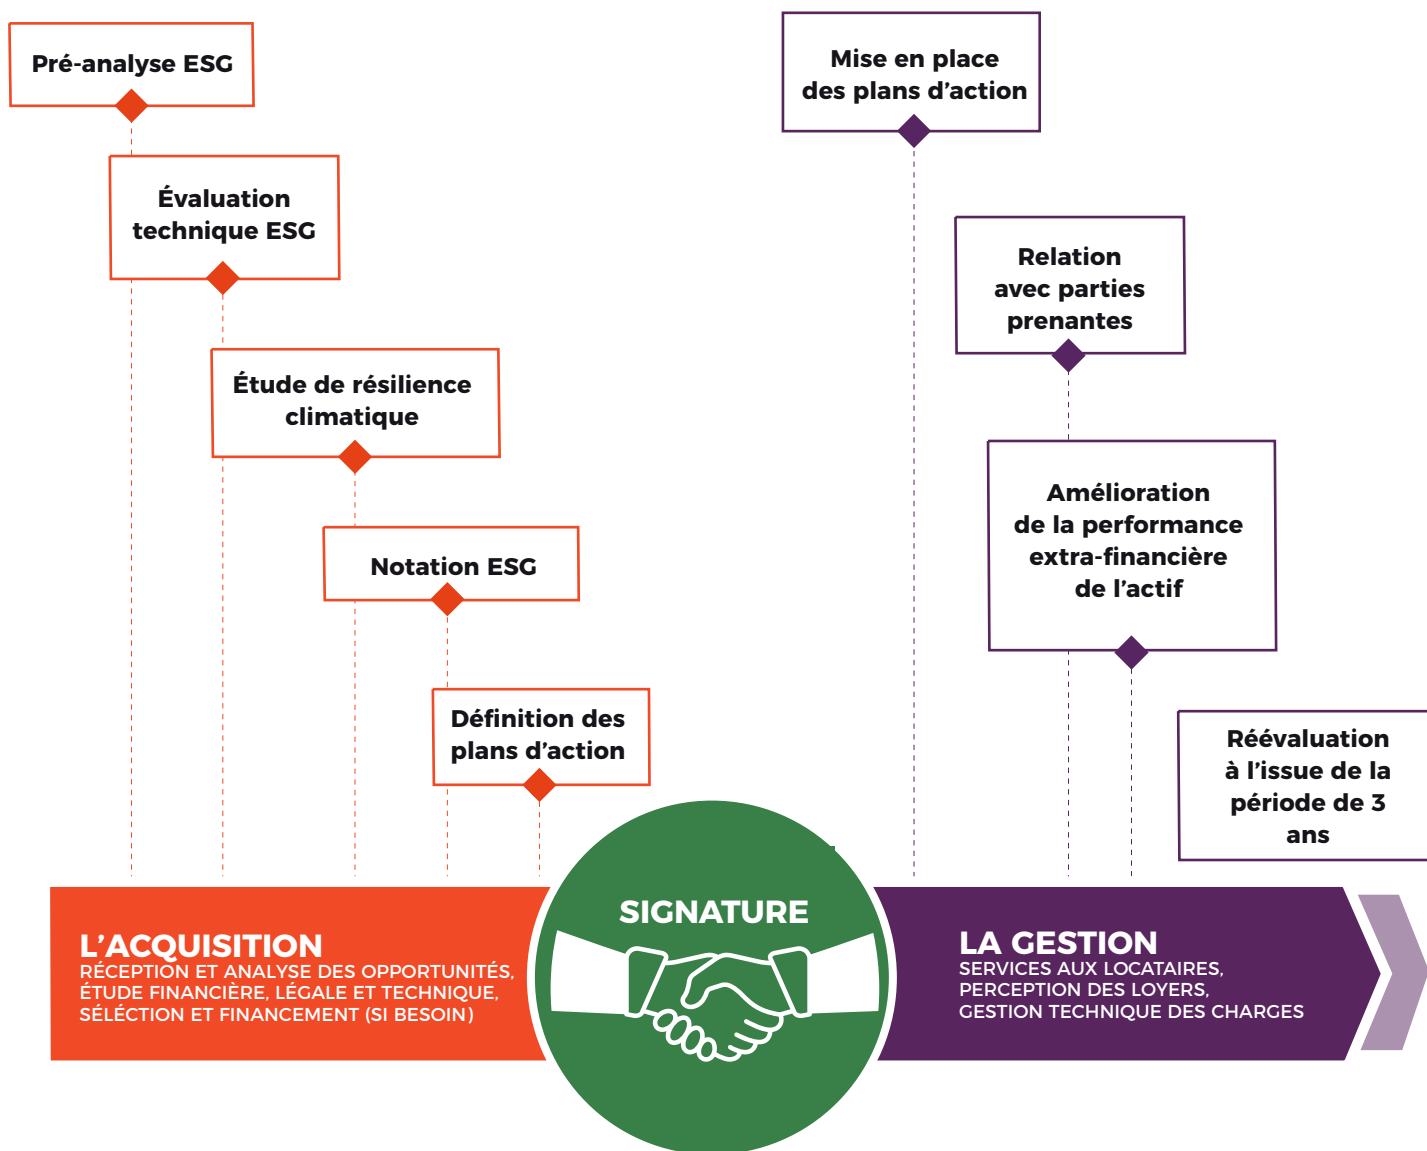 Pré-analyse ESG
Évaluation
technique ESG
Étude de résilience
climatique
Notation ESG
Définition des
plans d’action
Mise en place
des plans d’action
Relation
avec parties
prenantes
Amélioration
de la performance
extra-financière
de l’actif
Réévaluation
à l’issue de la
période de 3
ans
L’ACQUISITION
RÉCEPTION ET ANALYSE DES OPPORTUNITÉS,
ÉTUDE FINANCIÈRE, LÉGALE ET TECHNIQUE,
SÉLÉCTION ET FINANCEMENT (SI BESOIN)
SIGNATURE
LA GESTION
SERVICES AUX LOCATAIRES,
PERCEPTION DES LOYERS,
GESTION TECHNIQUE DES CHARGES